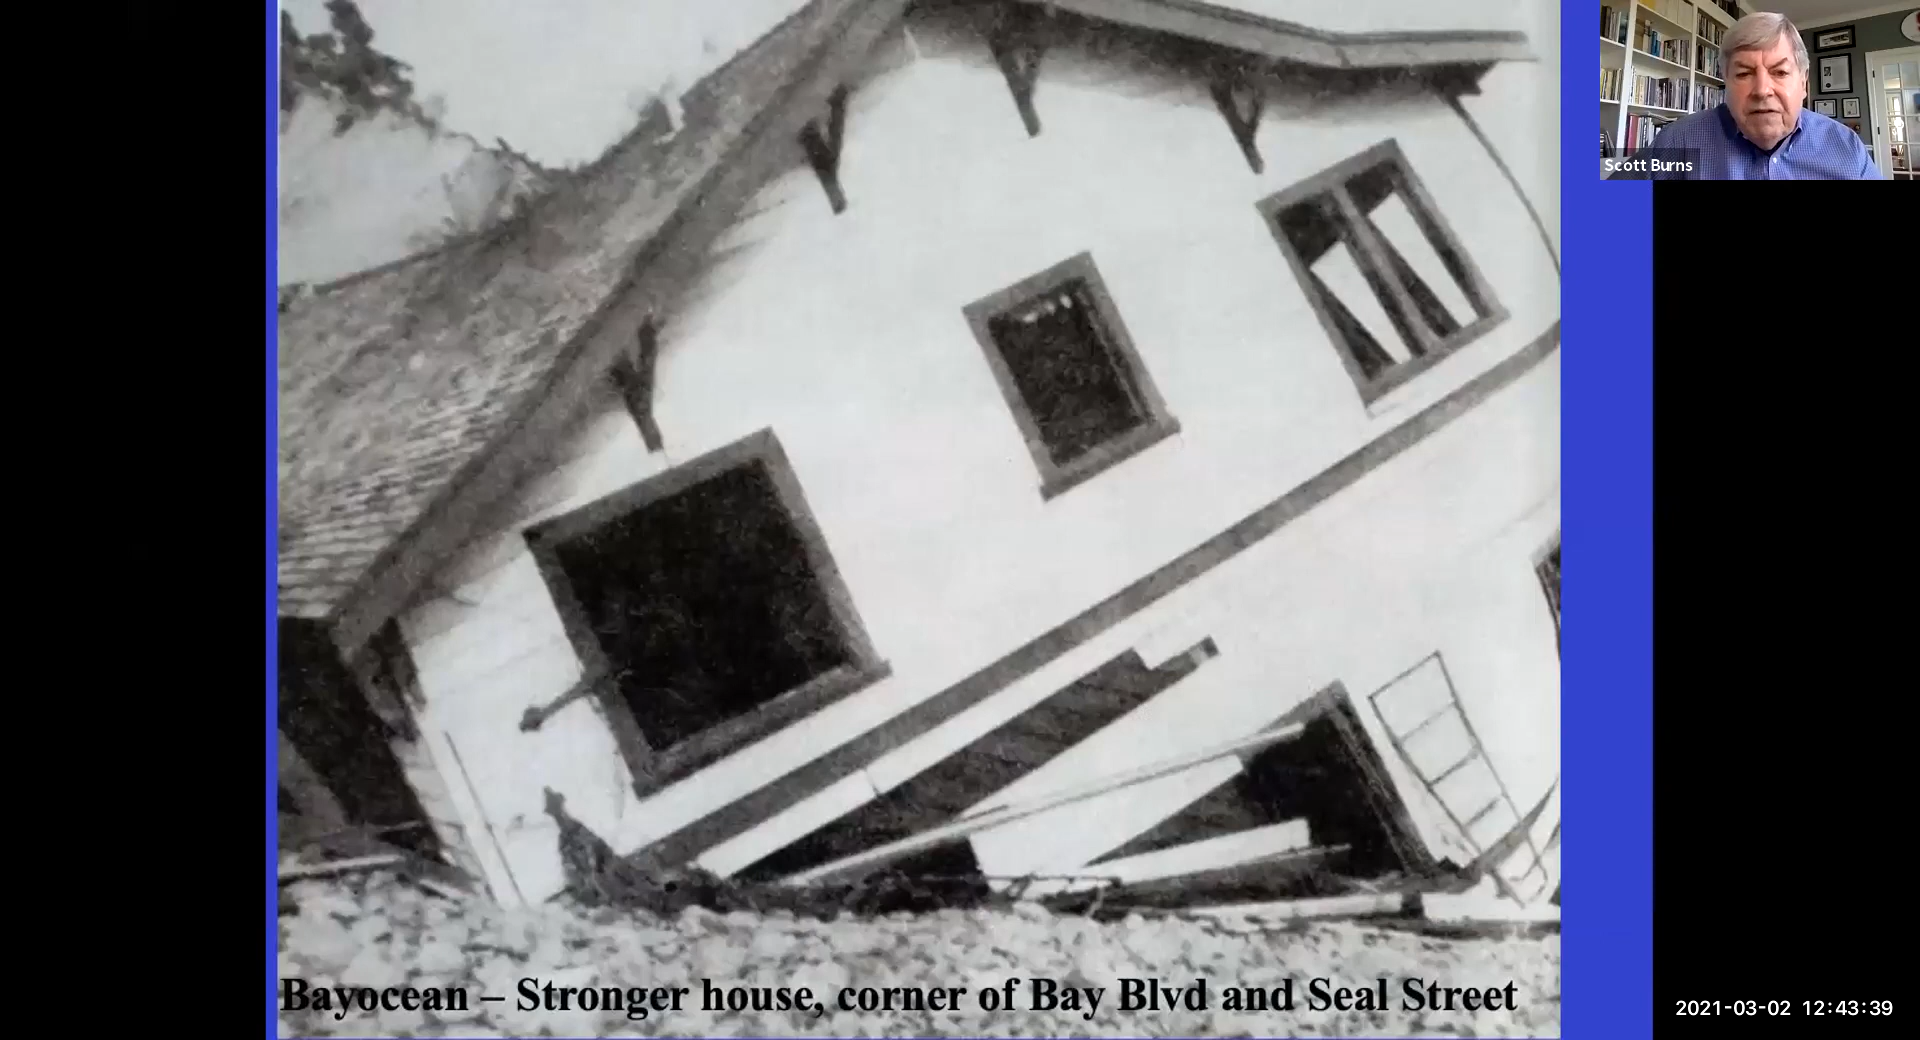 Scott Burns
Bayocean – Stronger house, corner of Bay Blvd and Seal Street
2021-03-02 12:43:39